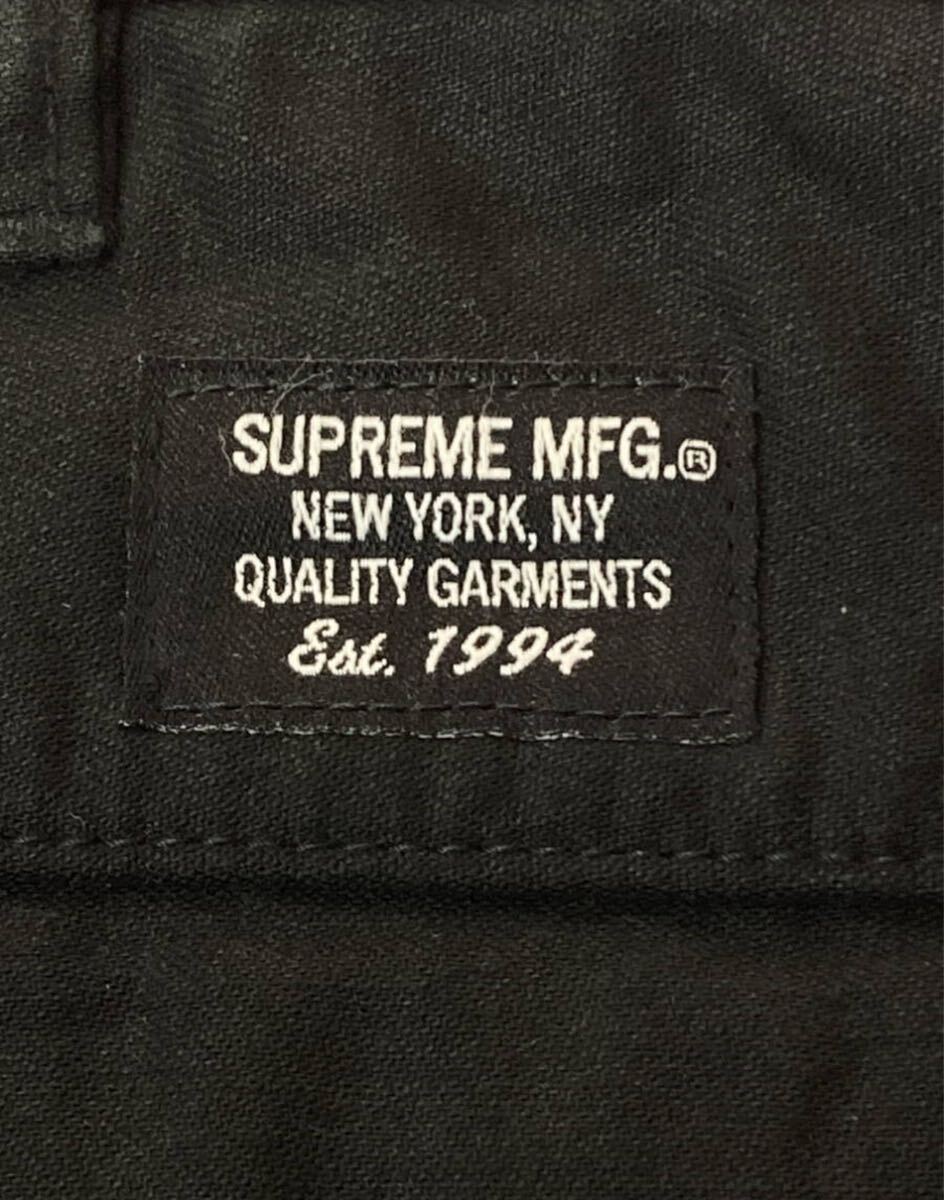 SUPREME MFG.®
NEW YORK, NY
QUALITY GARMENTS
Est. 1994